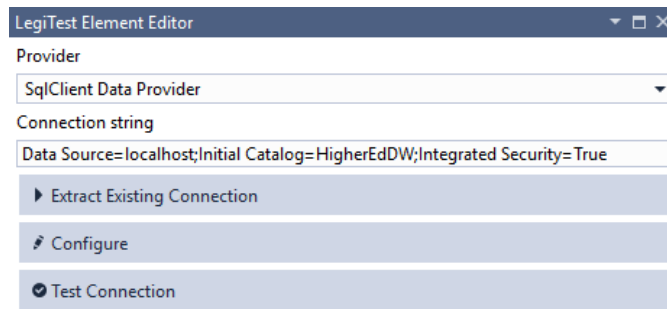 LegiTest Element Editor
Provider
SqlClient Data Provider
Connection string
Data Source=localhost;Initial Catalog=HigherEdDW;Integrated Security=True
Extract Existing Connection
Configure
Test Connection